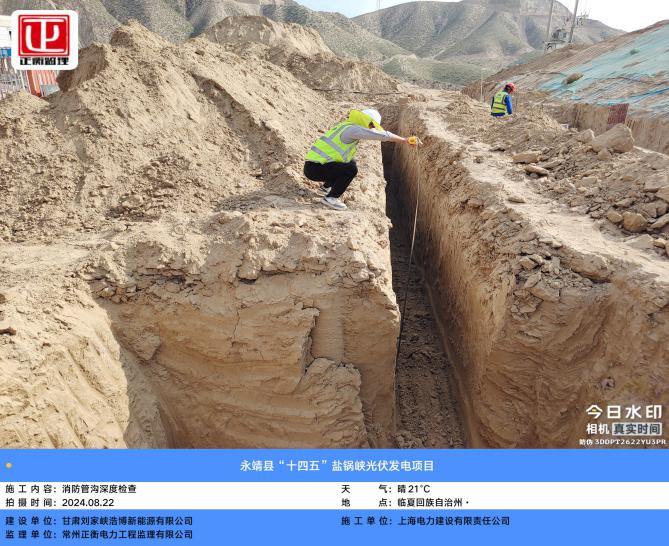 正衡监理
今日水印
相机 真实时间
防伪 3DDPT2622YU3PR
永靖县“十四五”盐锅峡光伏发电项目
施工内容：消防管沟深度检查
天气：晴 21℃
拍摄时间：2024.08.22
地点：临夏回族自治州·
建设单位：甘肃刘家峡浩博新能源有限公司
施工单位：上海电力建设有限责任公司
监理单位：常州正衡电力工程监理有限公司